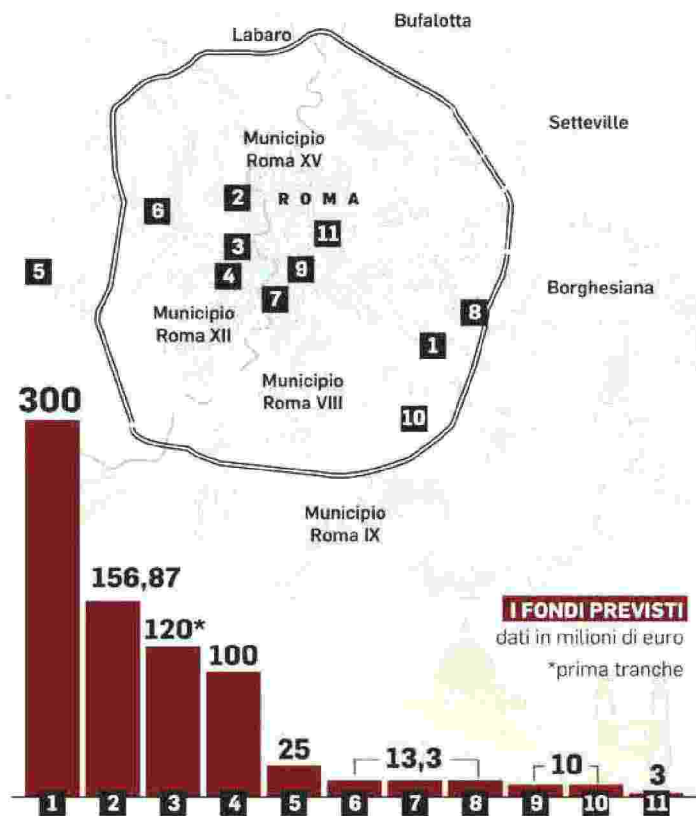 Bufalotta
Labaro
Setteville
Municipio
Roma XV
2
ROMA
6
11
3
9
5
4
Borghesiana
7
8
Municipio
Roma XII
1
Municipio
Roma VIII
10
300
Municipio
Roma IX
156,87
I FONDI PREVISTI
120*
dati in milioni di euro
100
*prima tranche
25
13,3
10
3
1 2 3 4 5 6 7 8 9 10 11